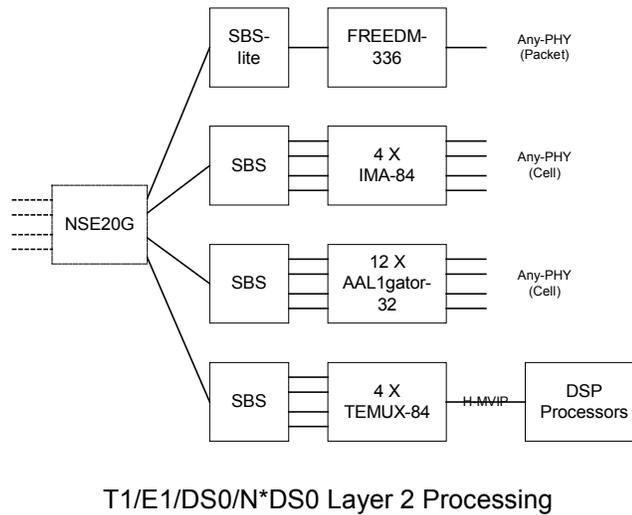 SBS-
lite
FREEDM-
336
Any-PHY
(Packet)
SBS
4 X
IMA-84
Any-PHY
(Cell)
NSE20G
SBS
12 X
AAL1gator-
32
Any-PHY
(Cell)
SBS
4 X
TEMUX-84
H-MVIP
DSP
Processors
T1/E1/DS0/N*DS0 Layer 2 Processing